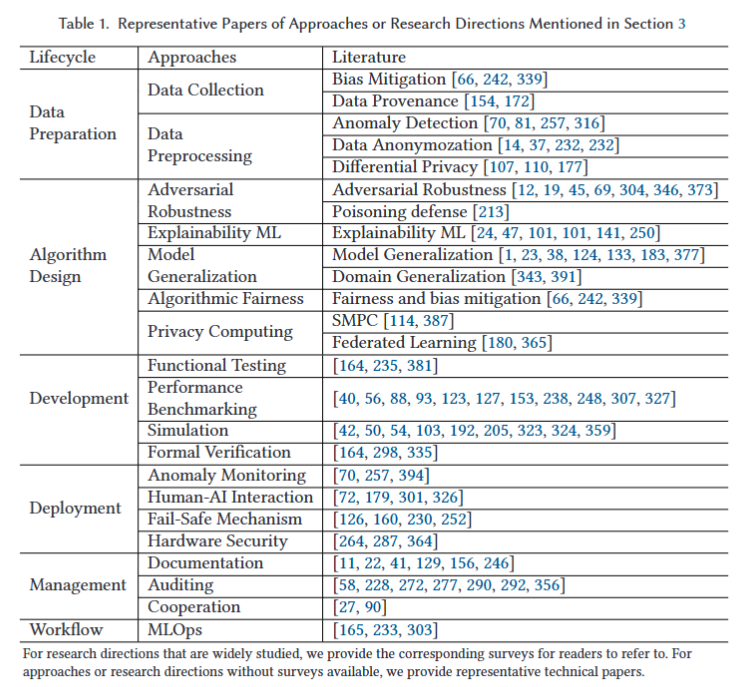 Table 1. Representative Papers of Approaches or Research Directions Mentioned in Section 3
Lifecycle Approaches Literature
Data Preparation Data Collection Bias Mitigation [66, 242, 339]
Data Provenance [154, 172]
Data Preprocessing Anomaly Detection [70, 81, 257, 316]
Data Anonymozation [14, 37, 232, 232]
Differential Privacy [107, 110, 177]
Algorithm Design Adversarial Robustness Adversarial Robustness [12, 19, 45, 69, 304, 346, 373]
Poisoning defense [213]
Explainability ML Explainability ML [24, 47, 101, 101, 141, 250]
Model Generalization Model Generalization [1, 23, 38, 124, 133, 183, 377]
Domain Generalization [343, 391]
Algorithmic Fairness Fairness and bias mitigation [66, 242, 339]
Privacy Computing SMPC [114, 387]
Federated Learning [180, 365]
Development Functional Testing [164, 235, 381]
Performance Benchmarking [40, 56, 88, 93, 123, 127, 153, 238, 248, 307, 327]
Simulation [42, 50, 54, 103, 192, 205, 323, 324, 359]
Formal Verification [164, 298, 335]
Deployment Anomaly Monitoring [70, 257, 394]
Human-AI Interaction [72, 179, 301, 326]
Fail-Safe Mechanism [126, 160, 230, 252]
Hardware Security [264, 287, 364]
Management Documentation [11, 22, 41, 129, 156, 246]
Auditing [58, 228, 272, 277, 290, 292, 356]
Cooperation [27, 90]
Workflow MLOps [165, 233, 303]
For research directions that are widely studied, we provide the corresponding surveys for readers to refer to. For
approaches or research directions without surveys available, we provide representative technical papers.